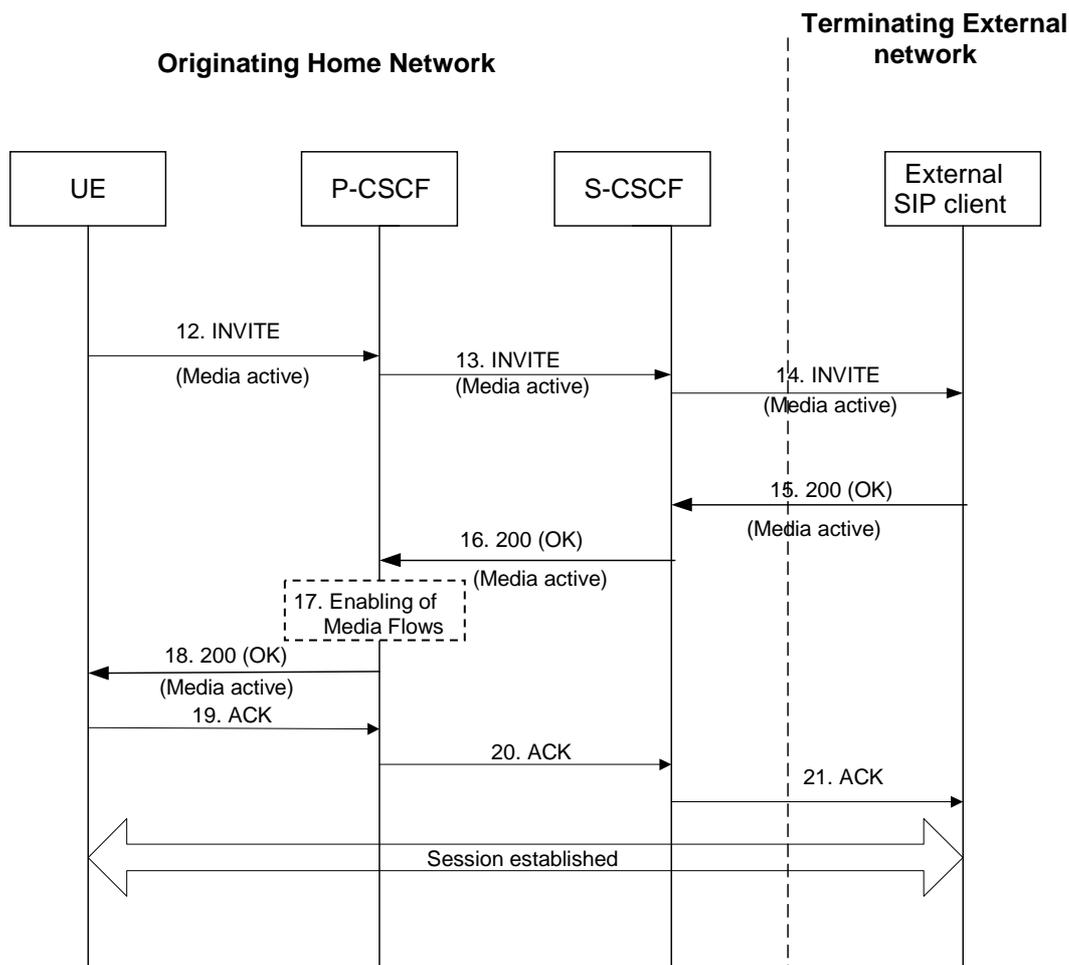 Terminating External
network
Originating Home Network
UE
P-CSCF
S-CSCF
External
SIP client
12. INVITE
(Media active)
13. INVITE
(Media active)
14. INVITE
(Media active)
15. 200 (OK)
(Media active)
16. 200 (OK)
(Media active)
17. Enabling of
Media Flows
18. 200 (OK)
(Media active)
19. ACK
20. ACK
21. ACK
Session established